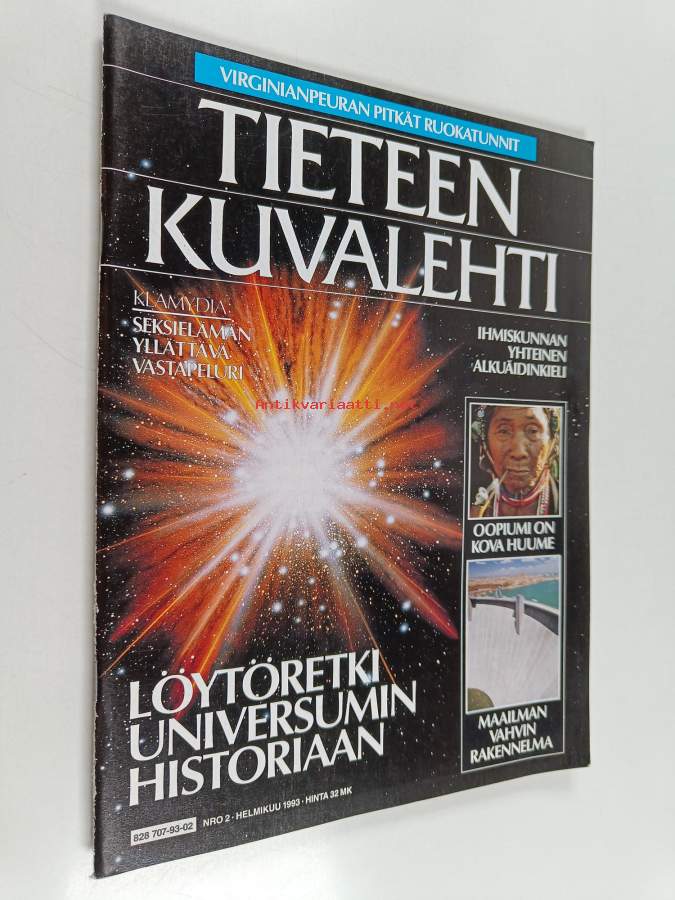 VIRGINIANPEURAN PITKÄT RUOKATUNNIT
TIETEEN
KUVALEHTI
KLAMYDIA
SEKSIELÄMÄN
YLLÄTTÄVÄ
VASTAPELURI
IHMISKUNNAN
YHTEINEN
ALKUÄIDINKIELI
Antikvariaatti.net
OOPIUMI ON
KOVA HUUME
MAAILMAN
VAHVIN
RAKENNELMA
LÖYTÖRETKI
UNIVERSUMIN
HISTORIAAN
828 707-93-02
NRO 2 · HELMIKUU 1993 · HINTA 32 MK